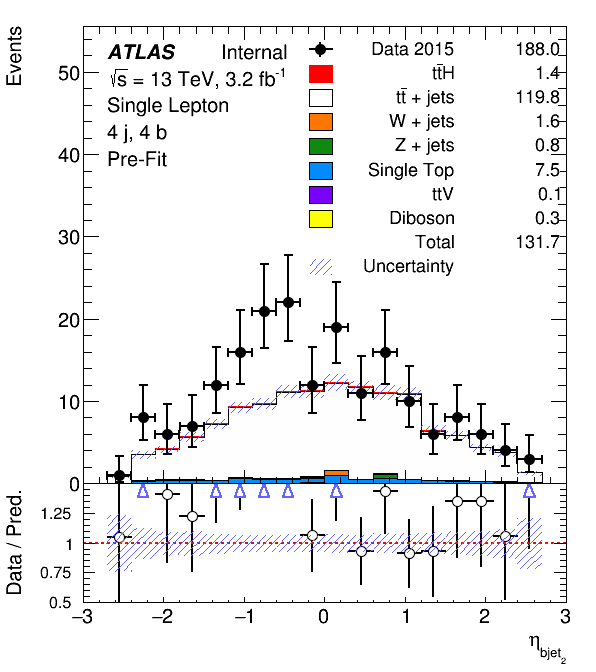 Events
ATLAS Internal
√s = 13 TeV, 3.2 fb⁻¹
Single Lepton
4 j, 4 b
Pre-Fit
Data 2015 188.0
tt̄H 1.4
tt̄ + jets 119.8
W + jets 1.6
Z + jets 0.8
Single Top 7.5
ttV 0.1
Diboson 0.3
Total 131.7
Uncertainty
50
40
30
20
10
0
Data / Pred.
1.25
1
0.75
0.5
−3 −2 −1 0 1 2 3
η_bjet₂